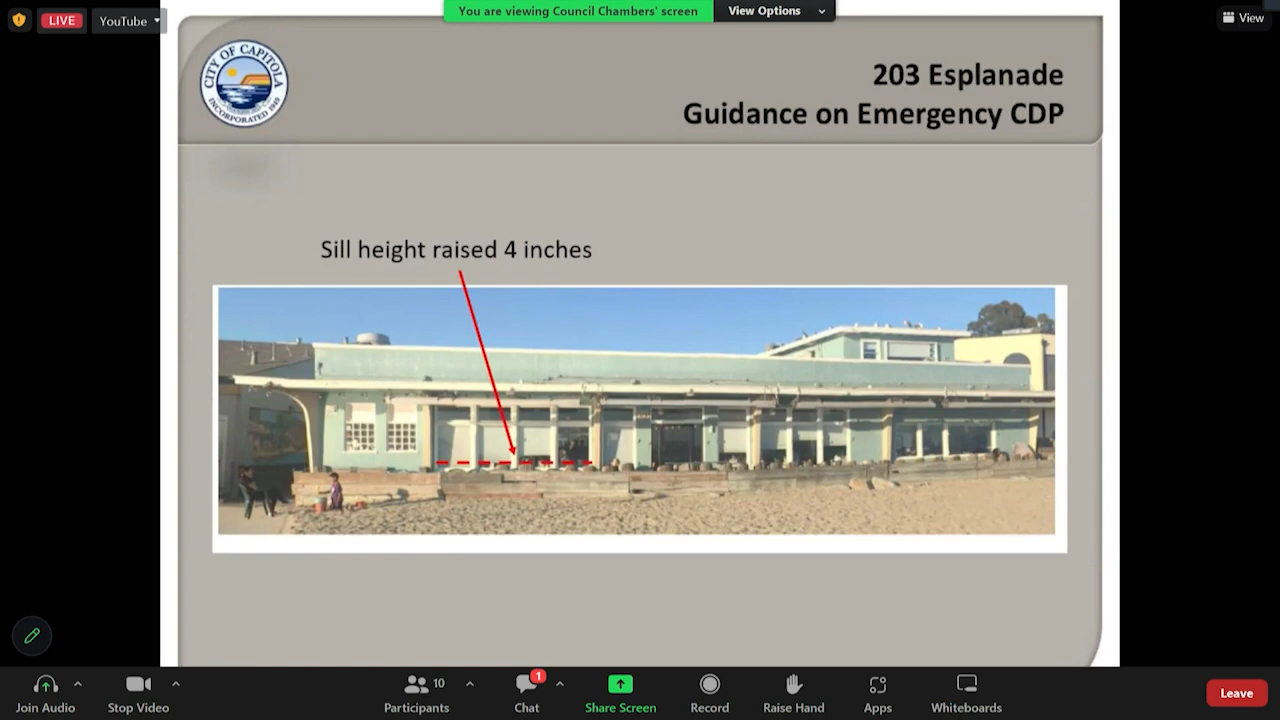 You are viewing Council Chambers' screen
View Options
LIVE
YouTube
View
CITY OF CAPITOLA
INCORPORATED 1949
203 Esplanade
Guidance on Emergency CDP
Sill height raised 4 inches
10
1
Join Audio
Stop Video
Participants
Chat
Share Screen
Record
Raise Hand
Apps
Whiteboards
Leave